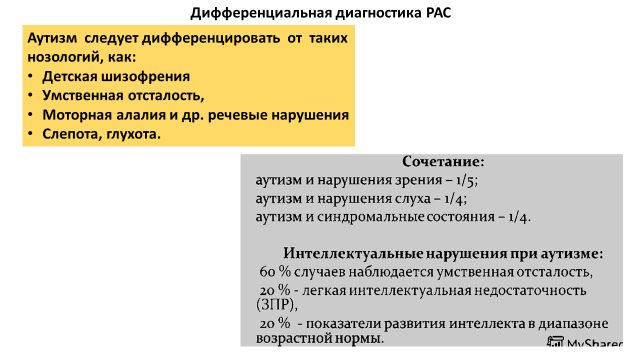 Дифференциальная диагностика РАС
Аутизм следует дифференцировать от таких
нозологий, как:
• Детская шизофрения
• Умственная отсталость,
• Моторная алалия и др. речевые нарушения
• Слепота, глухота.
Сочетание:
аутизм и нарушения зрения – 1/5;
аутизм и нарушения слуха – 1/4;
аутизм и синдромальные состояния – 1/4.
Интеллектуальные нарушения при аутизме:
60 % случаев наблюдается умственная отсталость,
20 % - легкая интеллектуальная недостаточность
(ЗПР),
20 % - показатели развития интеллекта в диапазоне
возрастной нормы.
MyShared